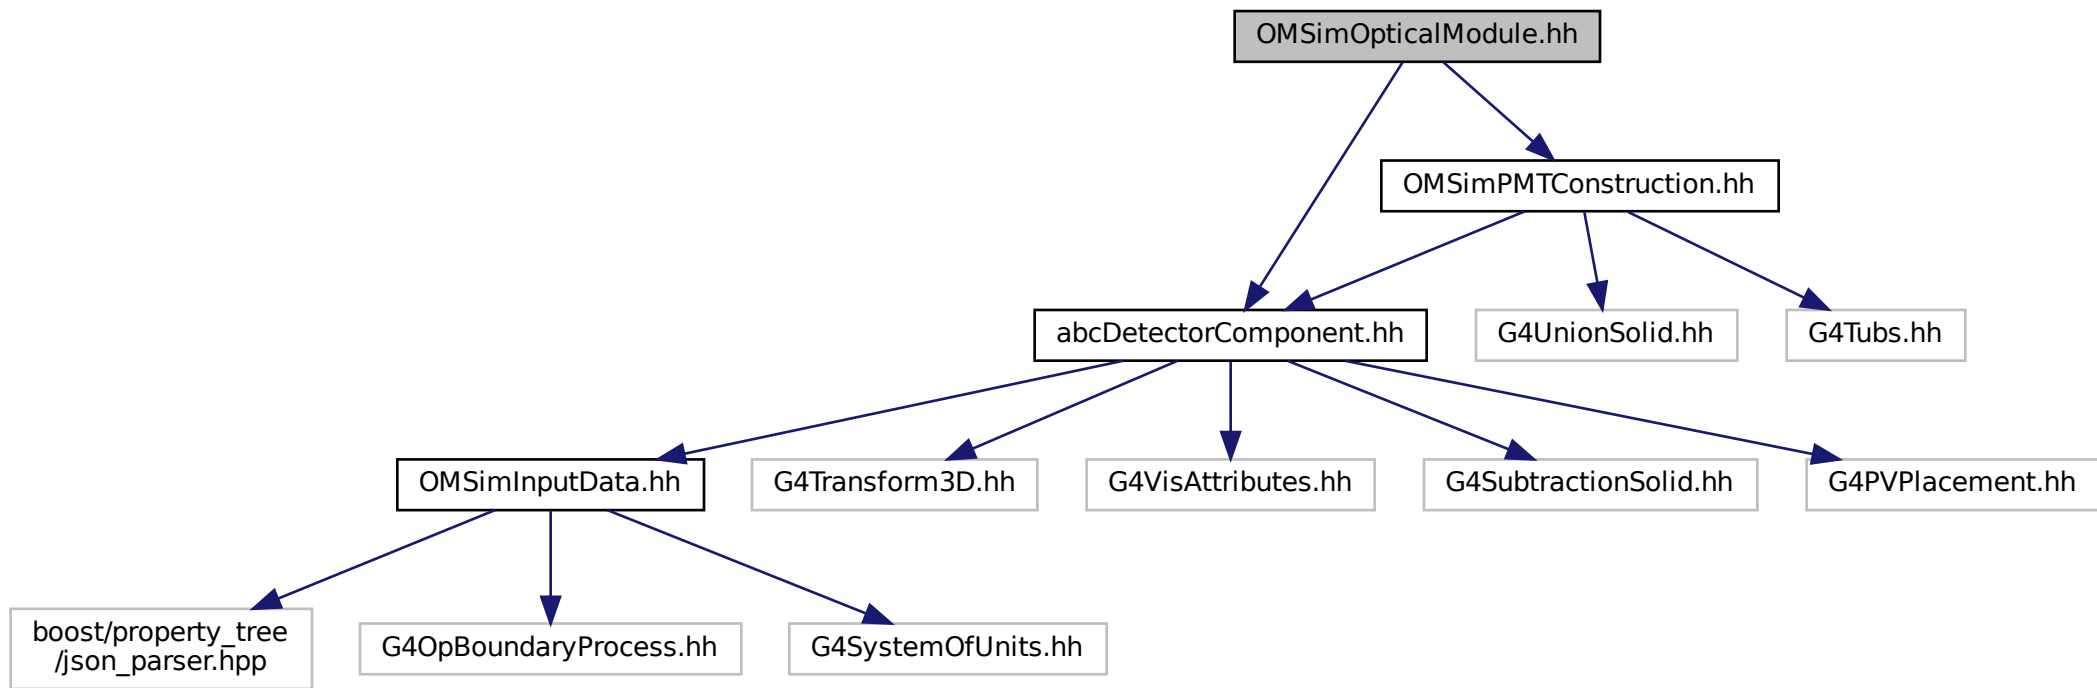 OMSimOpticalModule.hh
OMSimPMTConstruction.hh
abcDetectorComponent.hh
G4UnionSolid.hh
G4Tubs.hh
OMSimInputData.hh
G4Transform3D.hh
G4VisAttributes.hh
G4SubtractionSolid.hh
G4PVPlacement.hh
boost/property_tree
/json_parser.hpp
G4OpBoundaryProcess.hh
G4SystemOfUnits.hh